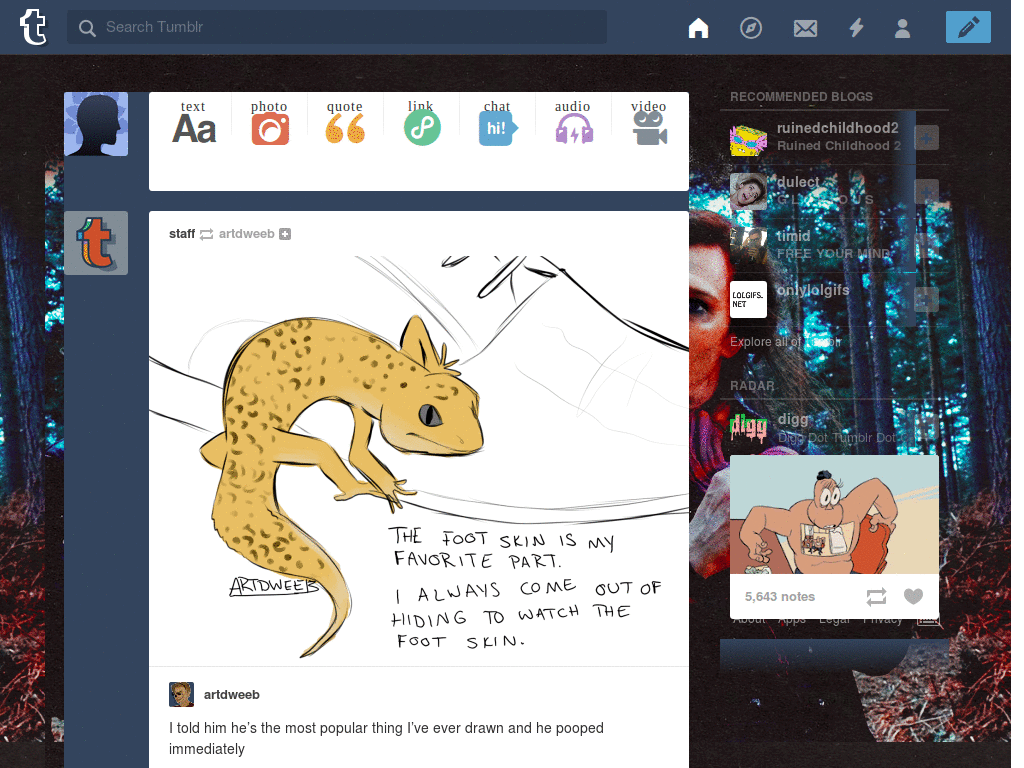 Search Tumblr
text
photo
quote
link
chat
audio
video
Aa
hi!
staff artdweeb
THE FOOT SKIN IS MY
FAVORITE PART.
I ALWAYS COME OUT OF
HIDING TO WATCH THE
FOOT SKIN.
ARTDWEEB
artdweeb
I told him he's the most popular thing I've ever drawn and he pooped
immediately
RECOMMENDED BLOGS
ruinedchildhood2
Ruined Childhood 2
dulect
timid
FREE YOUR MIND
onlylolgifs
LOLGIFS.
NET
Explore all of Tumblr
RADAR
digg
digg
Digg Dot Tumblr Dot
5,643 notes
About Apps Legal Privacy